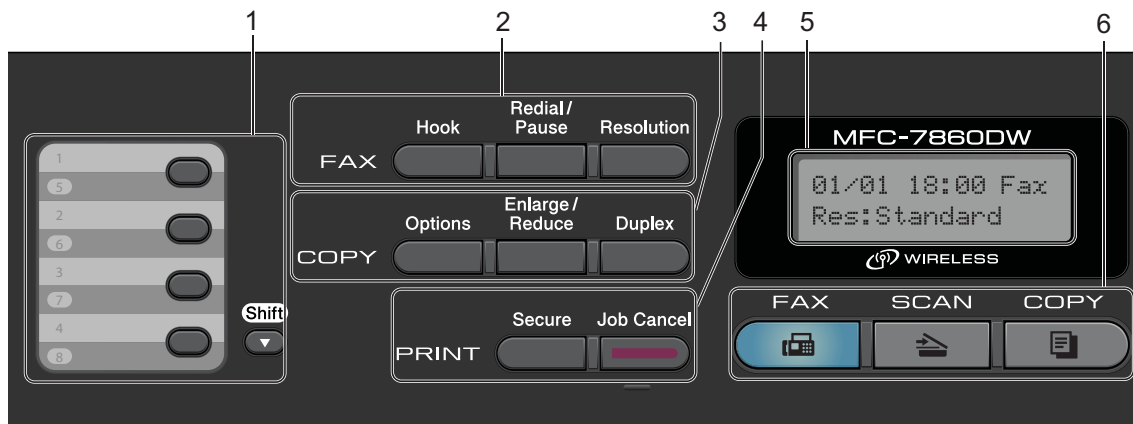 1 2 3 4 5 6
1
5
2
6
3
7
4
8
Shift
FAX
Hook
Redial/
Pause
Resolution
COPY
Options
Enlarge/
Reduce
Duplex
PRINT
Secure
Job Cancel
MFC-7860DW
01/01 18:00 Fax
Res:Standard
WIRELESS
FAX SCAN COPY